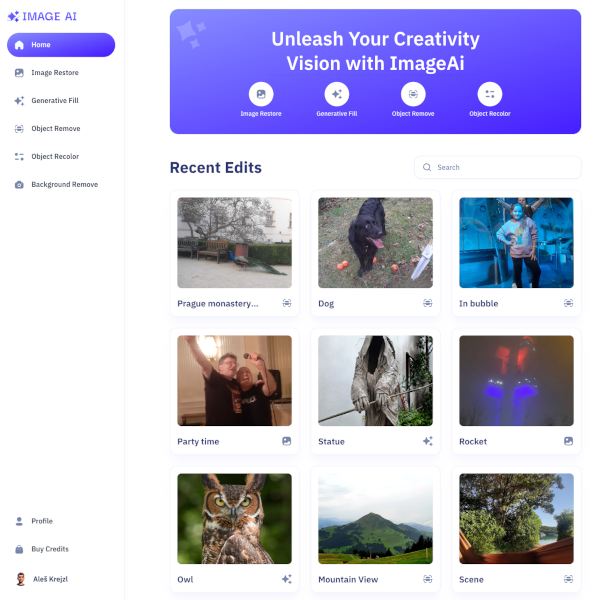 IMAGE AI
Home
Image Restore
Generative Fill
Object Remove
Object Recolor
Background Remove
Profile
Buy Credits
Aleš Krejzl
Unleash Your Creativity
Vision with ImageAi
Image Restore
Generative Fill
Object Remove
Object Recolor
Recent Edits
Search
Prague monastery...
Dog
In bubble
Party time
Statue
Rocket
Owl
Mountain View
Scene